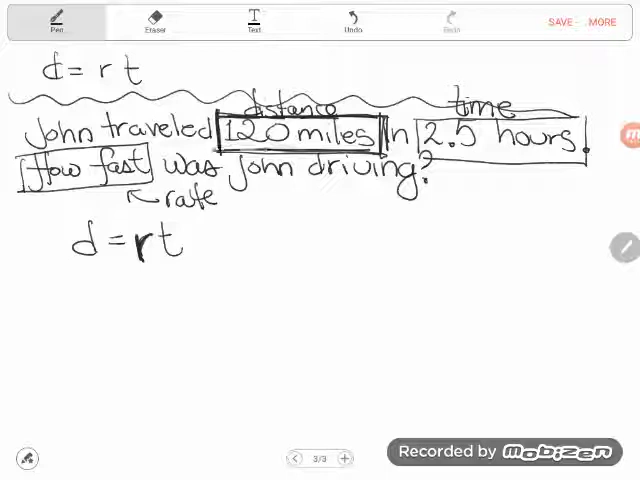 Pen
Eraser
Text
Undo
Redo
SAVE
MORE
d = r t
distance
time
John traveled 120 miles in 2.5 hours.
How fast was John driving?
rate
d = r t
3/3
Recorded by mobizen